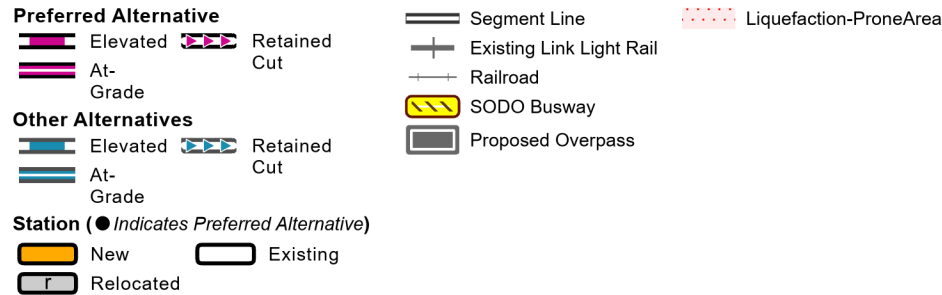 Preferred Alternative
Elevated
Retained
Cut
At-
Grade
Other Alternatives
Elevated
Retained
Cut
At-
Grade
Station (● Indicates Preferred Alternative)
New
Existing
r
Relocated
Segment Line
Existing Link Light Rail
Railroad
SODO Busway
Proposed Overpass
Liquefaction-ProneArea